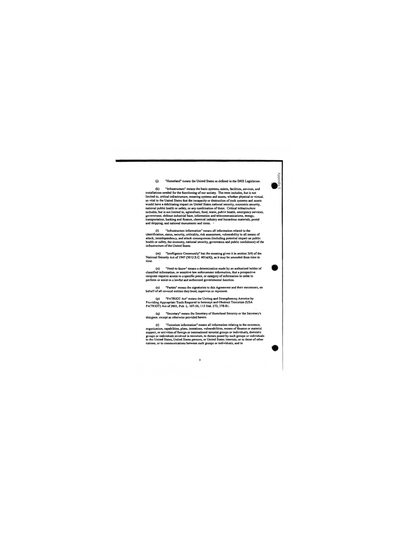 (j) "Homeland" means the United States as defined in the DHS Legislation
(k) "Infrastructure" means the basic systems, assets, facilities, services, and
installations needed for the functioning of our society. The term includes, but is not
limited to, critical infrastructure, meaning systems and assets, whether physical or virtual
so vital to the United States that the incapacity or destruction of such systems and assets
would have a debilitating impact on United States national security, economic security,
national public health or safety, or any combination of these. Critical infrastructure
includes, but is not limited to, agriculture, food, water, public health, emergency services,
government, defense industrial base, information and telecommunications, energy,
transportation, banking and finance, chemical industry and hazardous materials, postal
and shipping, and national monuments and icons.
(l) "Infrastructure information" means all information related to the
identification, status, security, criticality, risk assessment, vulnerability to all means of
attack, interdependency, and attack consequences (including potential impact on public
health or safety, the economy, national security, governance and public confidence) of the
infrastructure of the United States.
(m) "Intelligence Community" has the meaning given it in section 3(4) of the
National Security Act of 1947 (50 U.S.C. 401a(4)), as it may be amended from time to
time.
(n) "Need-to-know" means a determination made by an authorized holder of
classified information, or sensitive law enforcement information, that a prospective
recipient requires access to a specific piece, or category of information in order to
perform or assist in a lawful and authorized governmental function.
(o) "Parties" means the signatories to this Agreement and their successors, on
behalf of all covered entities they head, supervise or represent.
(p) "PATRIOT Act" means the Uniting and Strengthening America by
Providing Appropriate Tools Required to Intercept and Obstruct Terrorism (USA
PATRIOT) Act of 2001, Pub. L. 107-56, 115 Stat. 272,
(q) "Secretary" means the Secretary of Homeland Security or the Secretary's
designee, except as otherwise provided herein.
(r) "Terrorism information" means all information relating to the existence,
organization, capabilities, plans, intentions, vulnerabilities, means of finance or material
support, or activities of foreign or international terrorist groups or individuals, domestic
groups or individuals involved in terrorism, to threats posed by such groups or individuals
to the United States, United States persons, or United States interests, or to those of other
nations, or to communications between such groups or individuals, and to